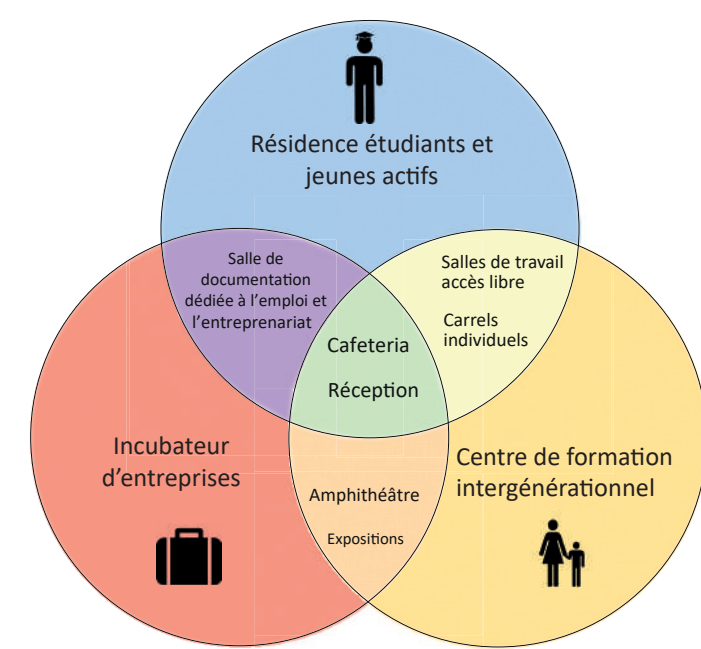 Résidence étudiants et
jeunes actifs
Salle de
documentation
dédiée à l'emploi et
l'entreprenariat
Salles de travail
accès libre
Carrels
individuels
Cafeteria
Réception
Incubateur
d'entreprises
Centre de formation
intergénérationnel
Amphithéâtre
Expositions